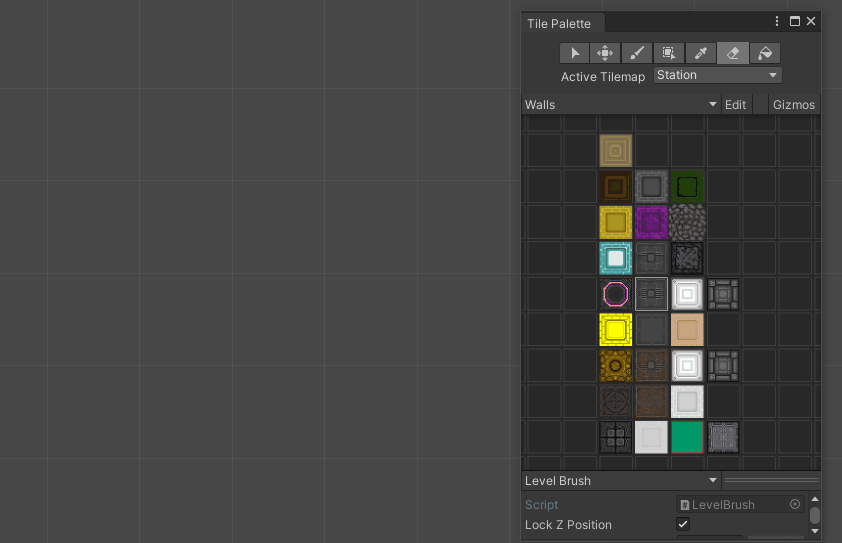 Tile Palette
Active Tilemap Station
Walls Edit Gizmos
Level Brush
Script LevelBrush
Lock Z Position